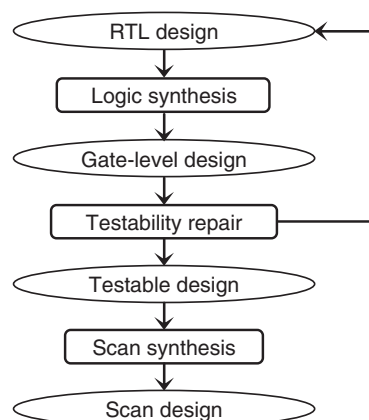 RTL design
Logic synthesis
Gate-level design
Testability repair
Testable design
Scan synthesis
Scan design